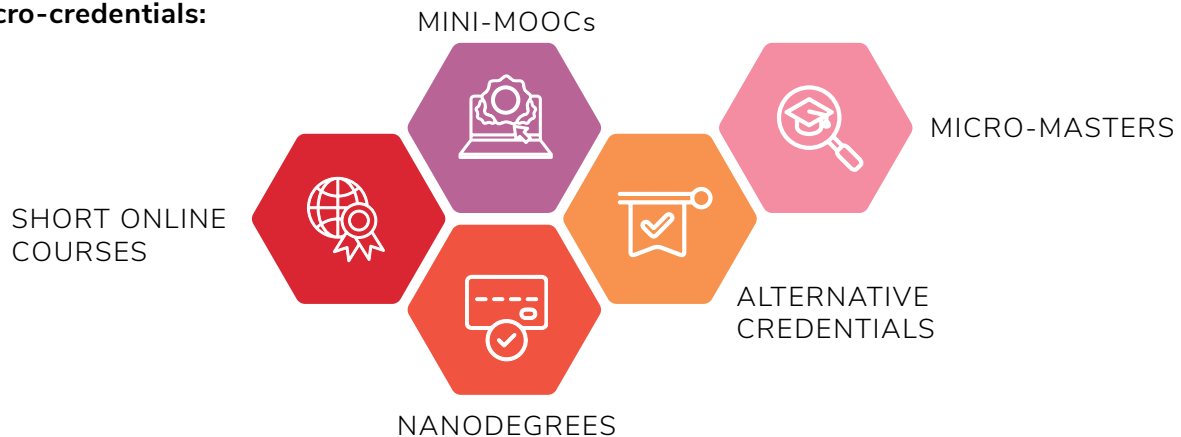 cro-credentials:
MINI-MOOCs
MICRO-MASTERS
SHORT ONLINE
COURSES
ALTERNATIVE
CREDENTIALS
NANODEGREES